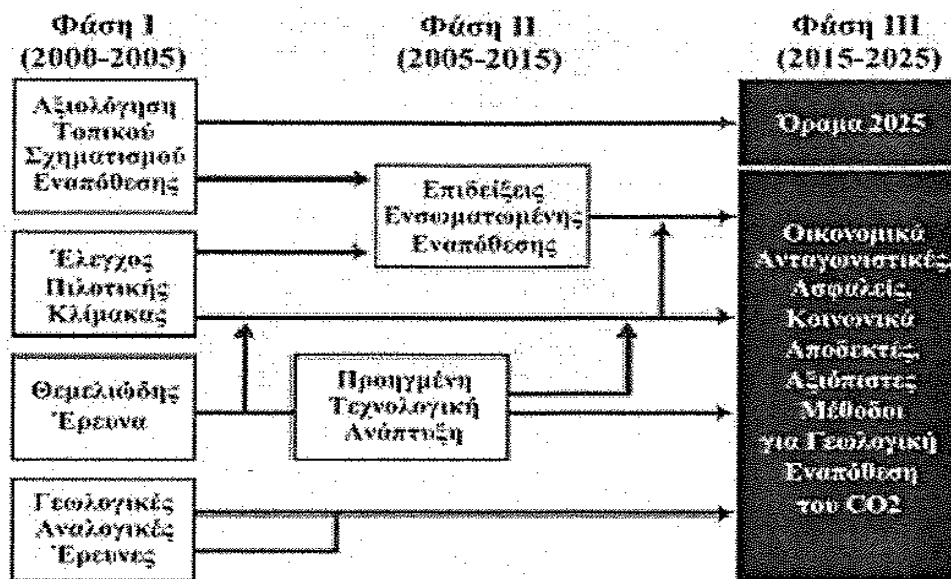 Φάση I
(2000-2005)
Φάση II
(2005-2015)
Φάση III
(2015-2025)
Αξιολόγηση
Τοπικού
Σχηματισμού
Εναπόθεσης
Όραμα 2025
Επιδείξεις
Ενσωματωμένης
Εναπόθεσης
Έλεγχος
Πιλοτικής
Κλίμακας
Θεμελιώδης
Έρευνα
Προηγμένη
Τεχνολογική
Ανάπτυξη
Γεωλογικές
Αναλογικές
Έρευνες
Οικονομικά
Ανταγωνιστικές,
Ασφαλείς,
Κοινωνικά
Αποδεκτές,
Αξιόπιστες
Μέθοδοι
για Γεωλογική
Εναπόθεση
του CO2